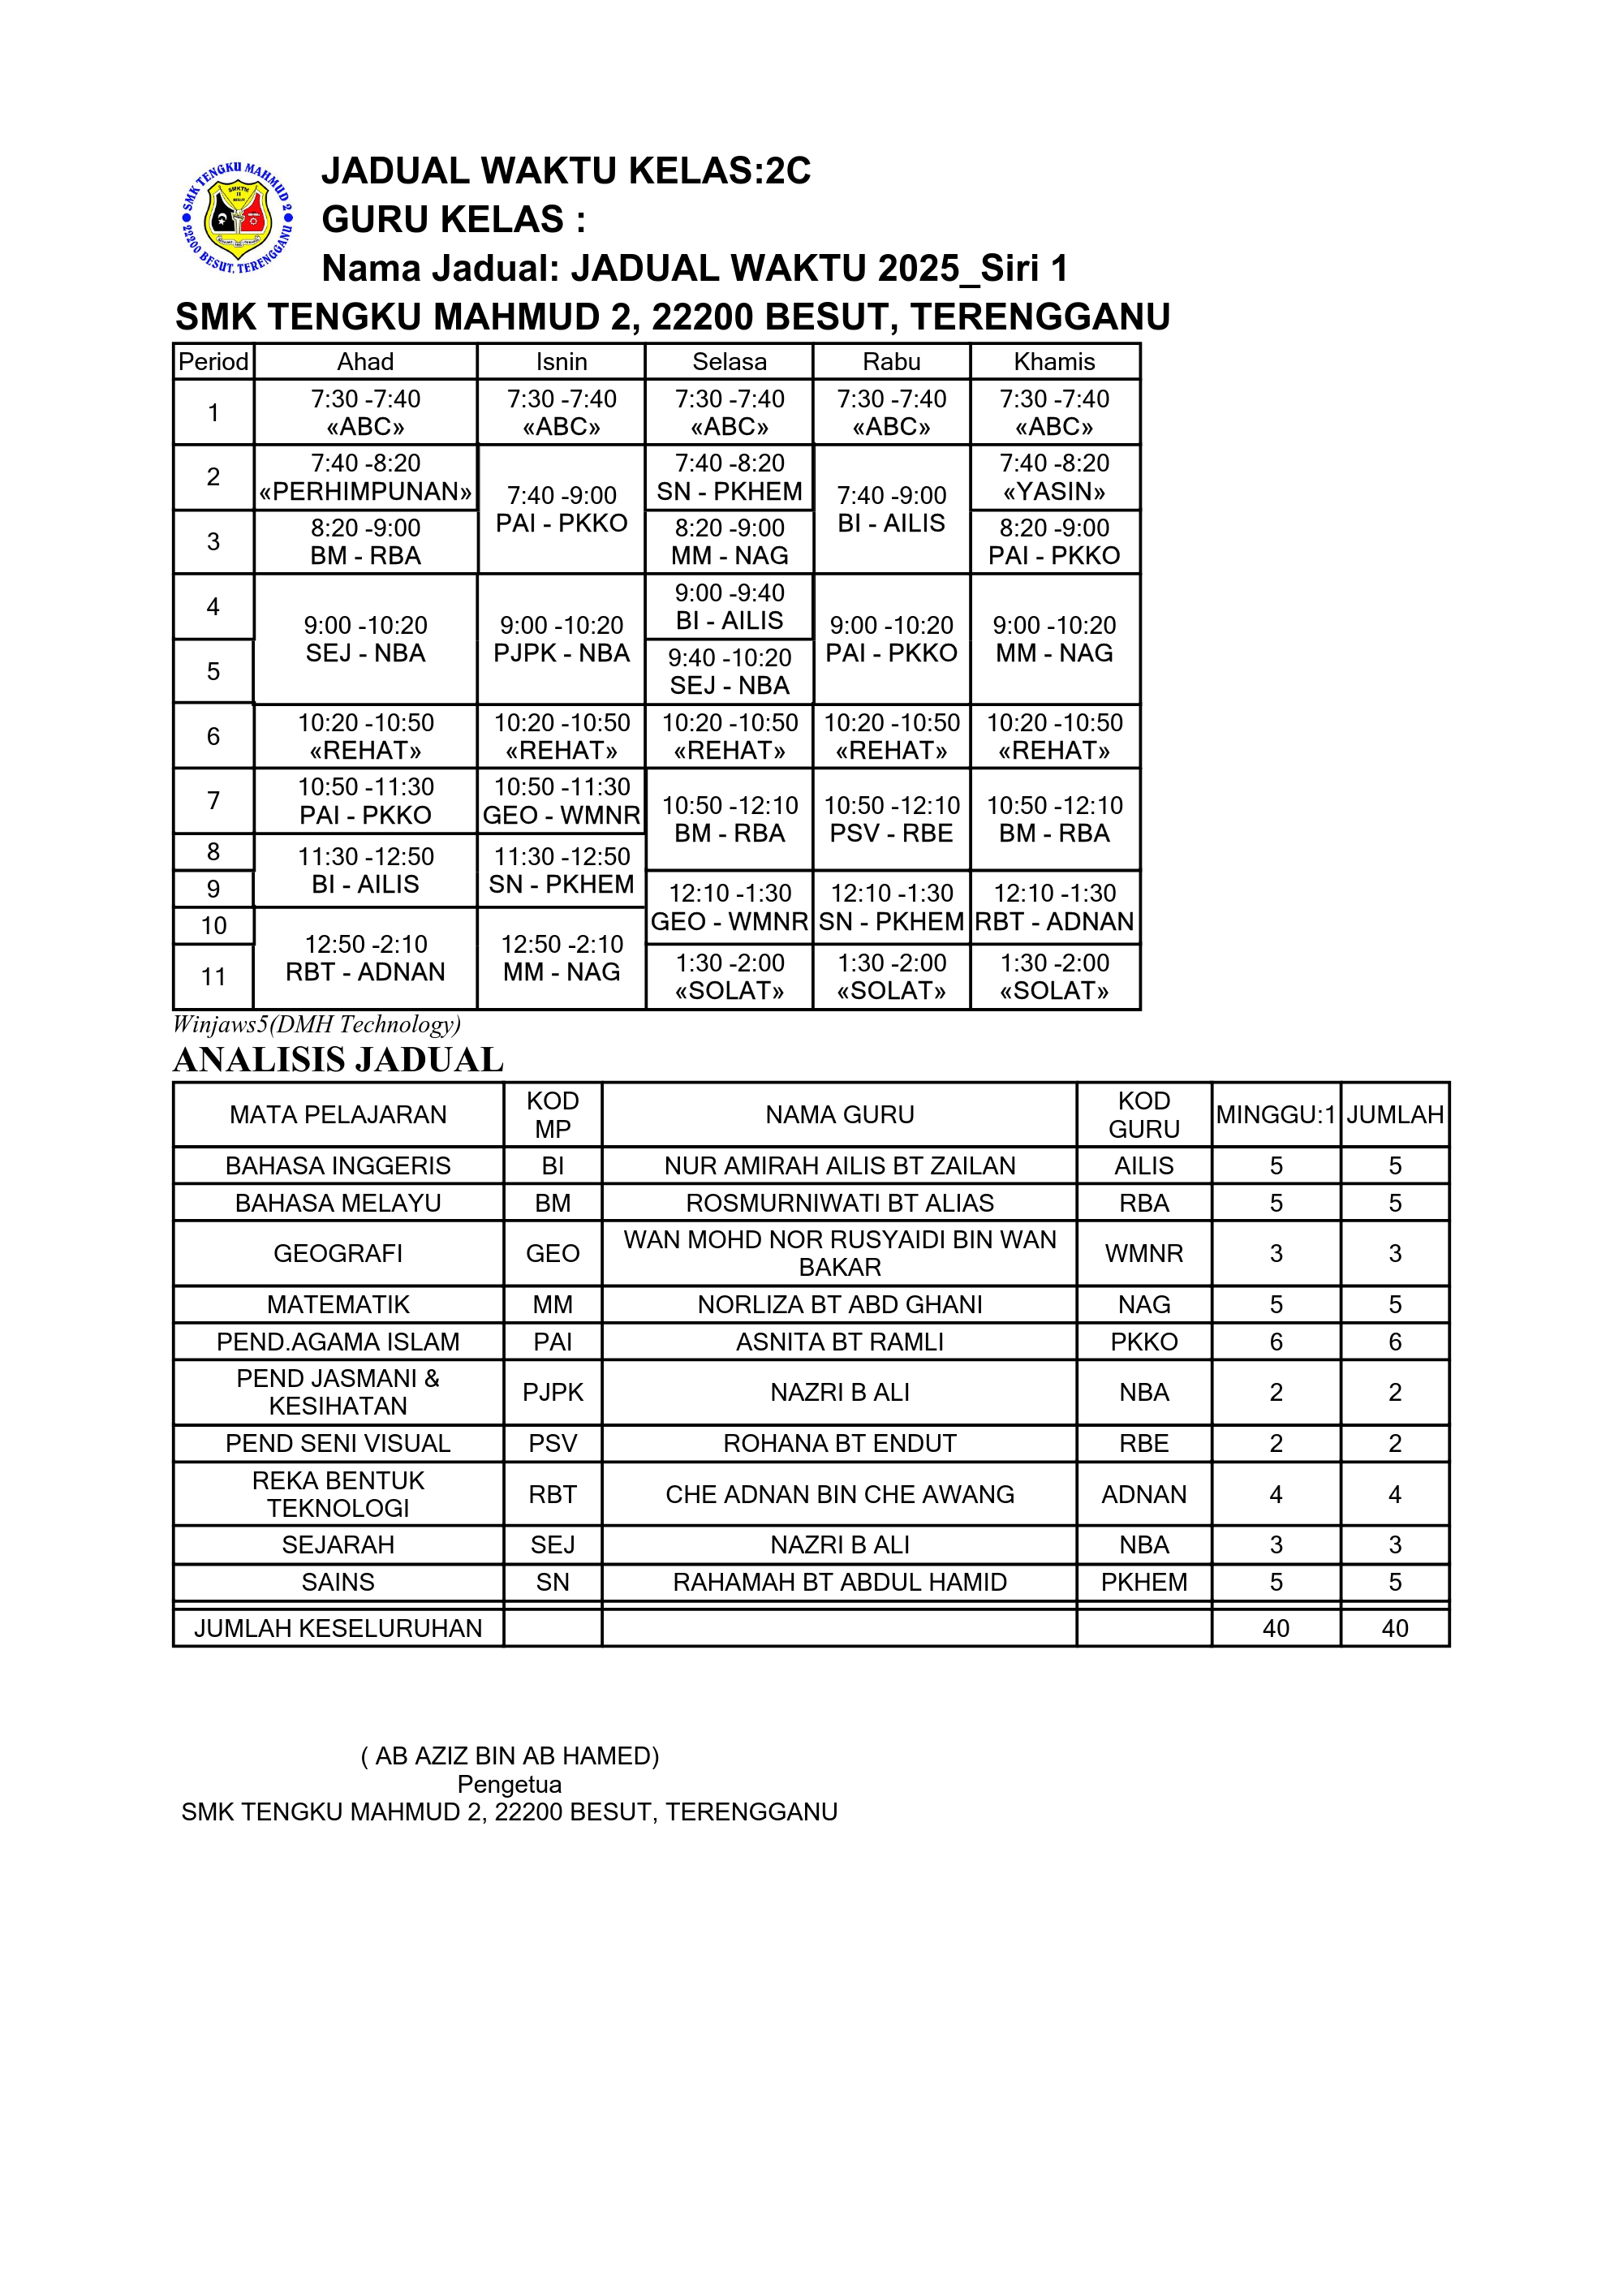 SMK TENGKU MAHMUD 2
22200 BESUT, TERENGGANU
JADUAL WAKTU KELAS:2C
GURU KELAS :
Nama Jadual: JADUAL WAKTU 2025_Siri 1
SMK TENGKU MAHMUD 2, 22200 BESUT, TERENGGANU
Period Ahad Isnin Selasa Rabu Khamis
1
7:30 -7:40
«ABC»
7:30 -7:40
«ABC»
7:30 -7:40
«ABC»
7:30 -7:40
«ABC»
7:30 -7:40
«ABC»
2
7:40 -8:20
«PERHIMPUNAN»
7:40 -9:00
PAI - PKKO
7:40 -8:20
SN - PKHEM
7:40 -9:00
BI - AILIS
7:40 -8:20
«YASIN»
3
8:20 -9:00
BM - RBA
8:20 -9:00
MM - NAG
8:20 -9:00
PAI - PKKO
4
9:00 -10:20
SEJ - NBA
9:00 -10:20
PJPK - NBA
9:00 -9:40
BI - AILIS
9:00 -10:20
PAI - PKKO
9:00 -10:20
MM - NAG
5
9:40 -10:20
SEJ - NBA
6
10:20 -10:50
«REHAT»
10:20 -10:50
«REHAT»
10:20 -10:50
«REHAT»
10:20 -10:50
«REHAT»
10:20 -10:50
«REHAT»
7
10:50 -11:30
PAI - PKKO
10:50 -11:30
GEO - WMNR
10:50 -12:10
BM - RBA
10:50 -12:10
PSV - RBE
10:50 -12:10
BM - RBA
8
11:30 -12:50
BI - AILIS
11:30 -12:50
SN - PKHEM
9
12:10 -1:30
GEO - WMNR
12:10 -1:30
SN - PKHEM
12:10 -1:30
RBT - ADNAN
10
12:50 -2:10
RBT - ADNAN
12:50 -2:10
MM - NAG
11
1:30 -2:00
«SOLAT»
1:30 -2:00
«SOLAT»
1:30 -2:00
«SOLAT»
Winjaws5(DMH Technology)
ANALISIS JADUAL
MATA PELAJARAN KOD MP NAMA GURU KOD GURU MINGGU:1 JUMLAH
BAHASA INGGERIS BI NUR AMIRAH AILIS BT ZAILAN AILIS 5 5
BAHASA MELAYU BM ROSMURNIWATI BT ALIAS RBA 5 5
GEOGRAFI GEO WAN MOHD NOR RUSYAIDI BIN WAN BAKAR WMNR 3 3
MATEMATIK MM NORLIZA BT ABD GHANI NAG 5 5
PEND.AGAMA ISLAM PAI ASNITA BT RAMLI PKKO 6 6
PEND JASMANI & KESIHATAN PJPK NAZRI B ALI NBA 2 2
PEND SENI VISUAL PSV ROHANA BT ENDUT RBE 2 2
REKA BENTUK TEKNOLOGI RBT CHE ADNAN BIN CHE AWANG ADNAN 4 4
SEJARAH SEJ NAZRI B ALI NBA 3 3
SAINS SN RAHAMAH BT ABDUL HAMID PKHEM 5 5
JUMLAH KESELURUHAN 40 40
( AB AZIZ BIN AB HAMED)
Pengetua
SMK TENGKU MAHMUD 2, 22200 BESUT, TERENGGANU